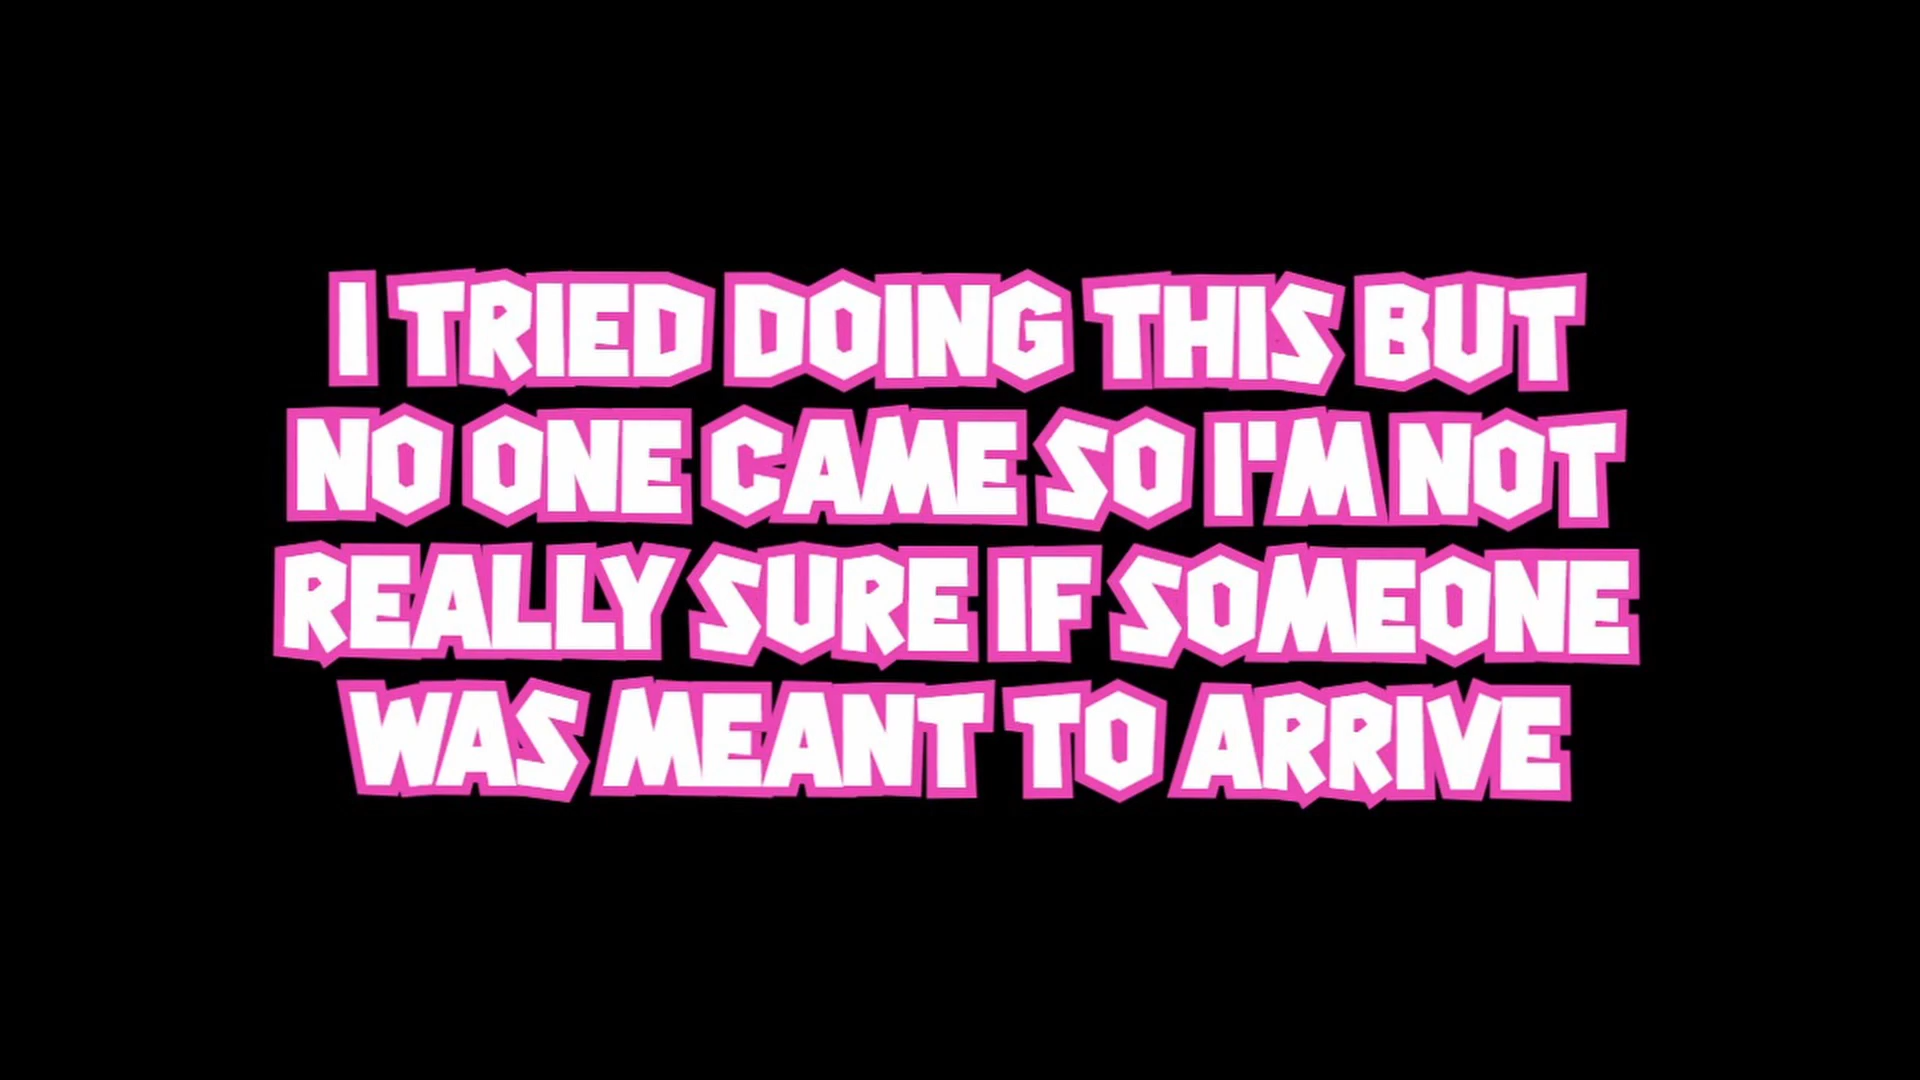 I TRIED DOING THIS BUT
NO ONE CAME SO I'M NOT
REALLY SURE IF SOMEONE
WAS MEANT TO ARRIVE